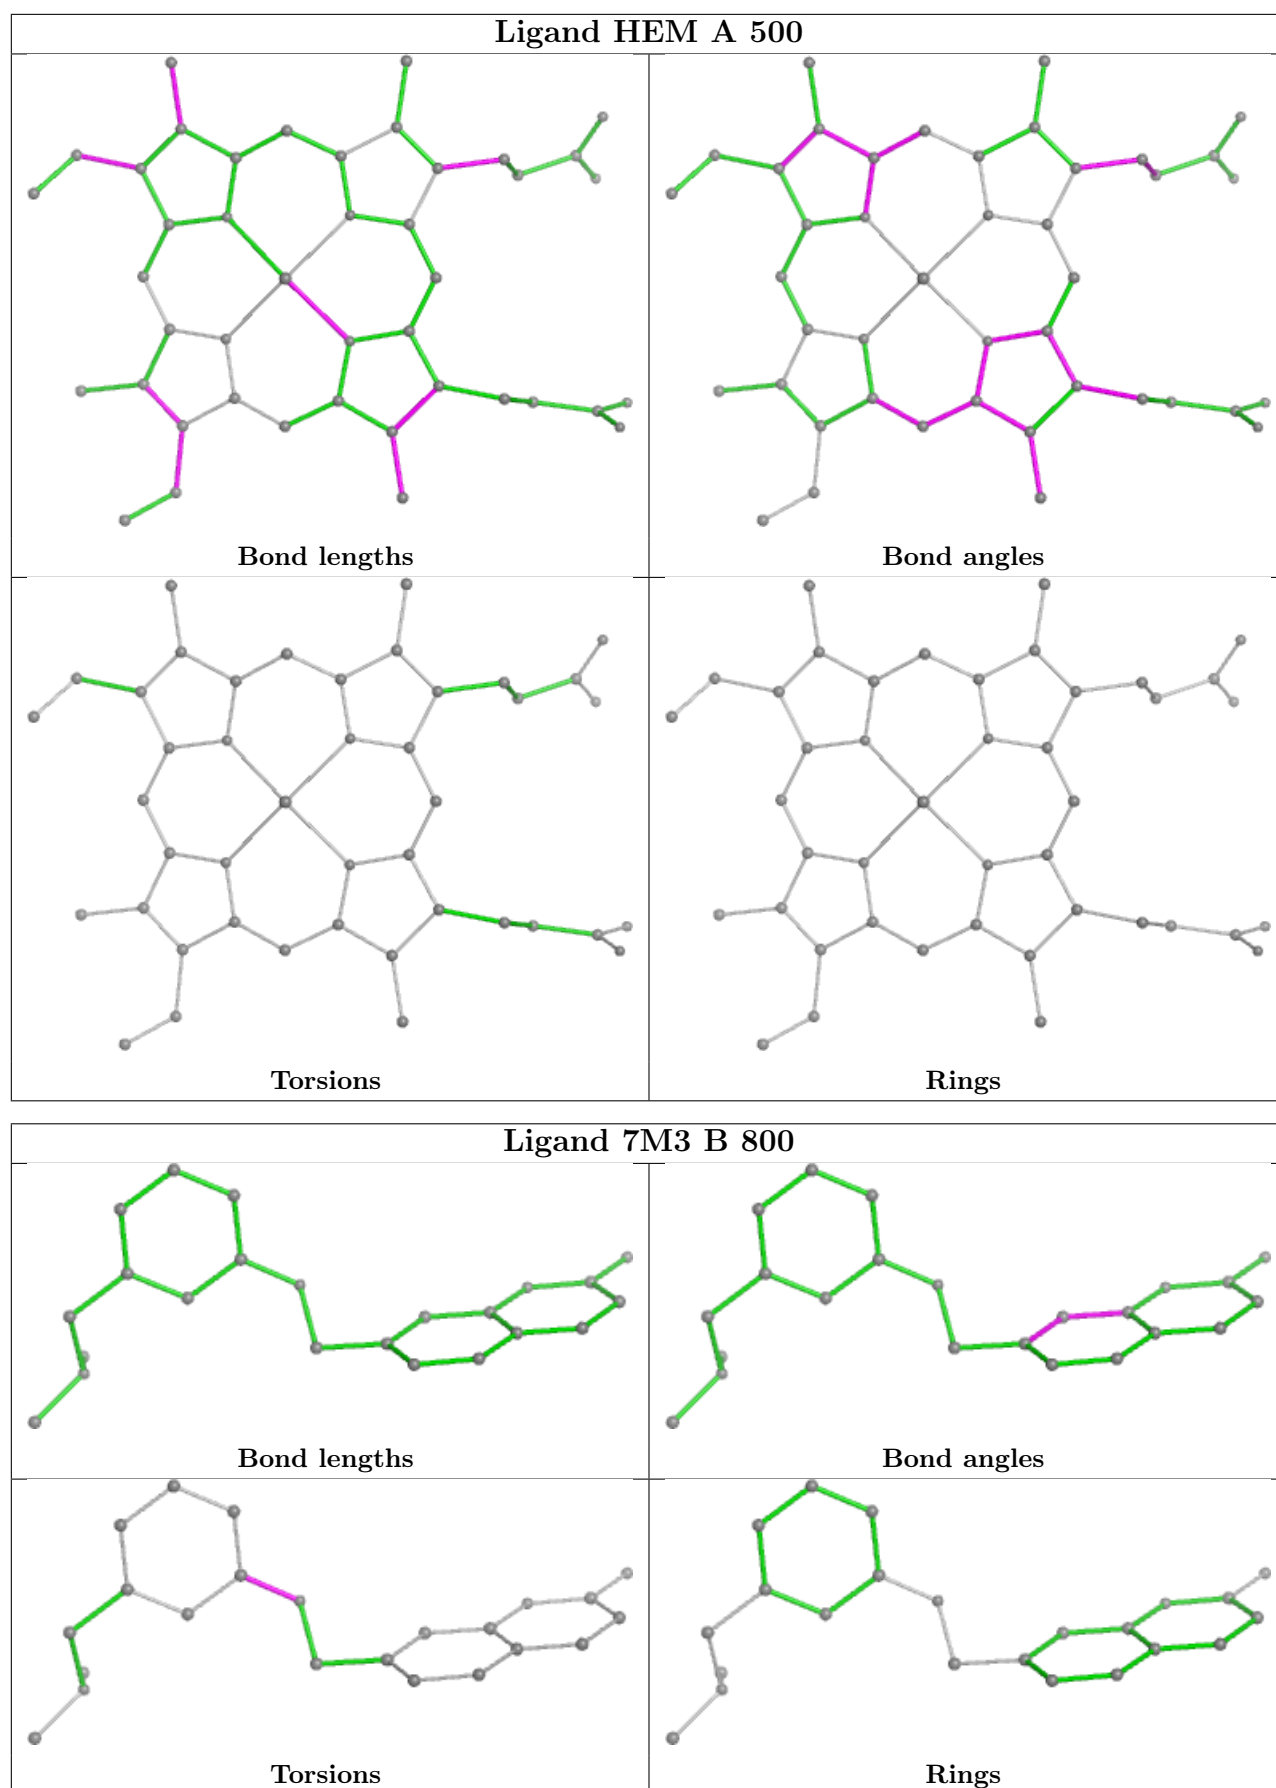 Ligand HEM A 500
Bond lengths
Bond angles
Torsions
Rings
Ligand 7M3 B 800
Bond lengths
Bond angles
Torsions
Rings